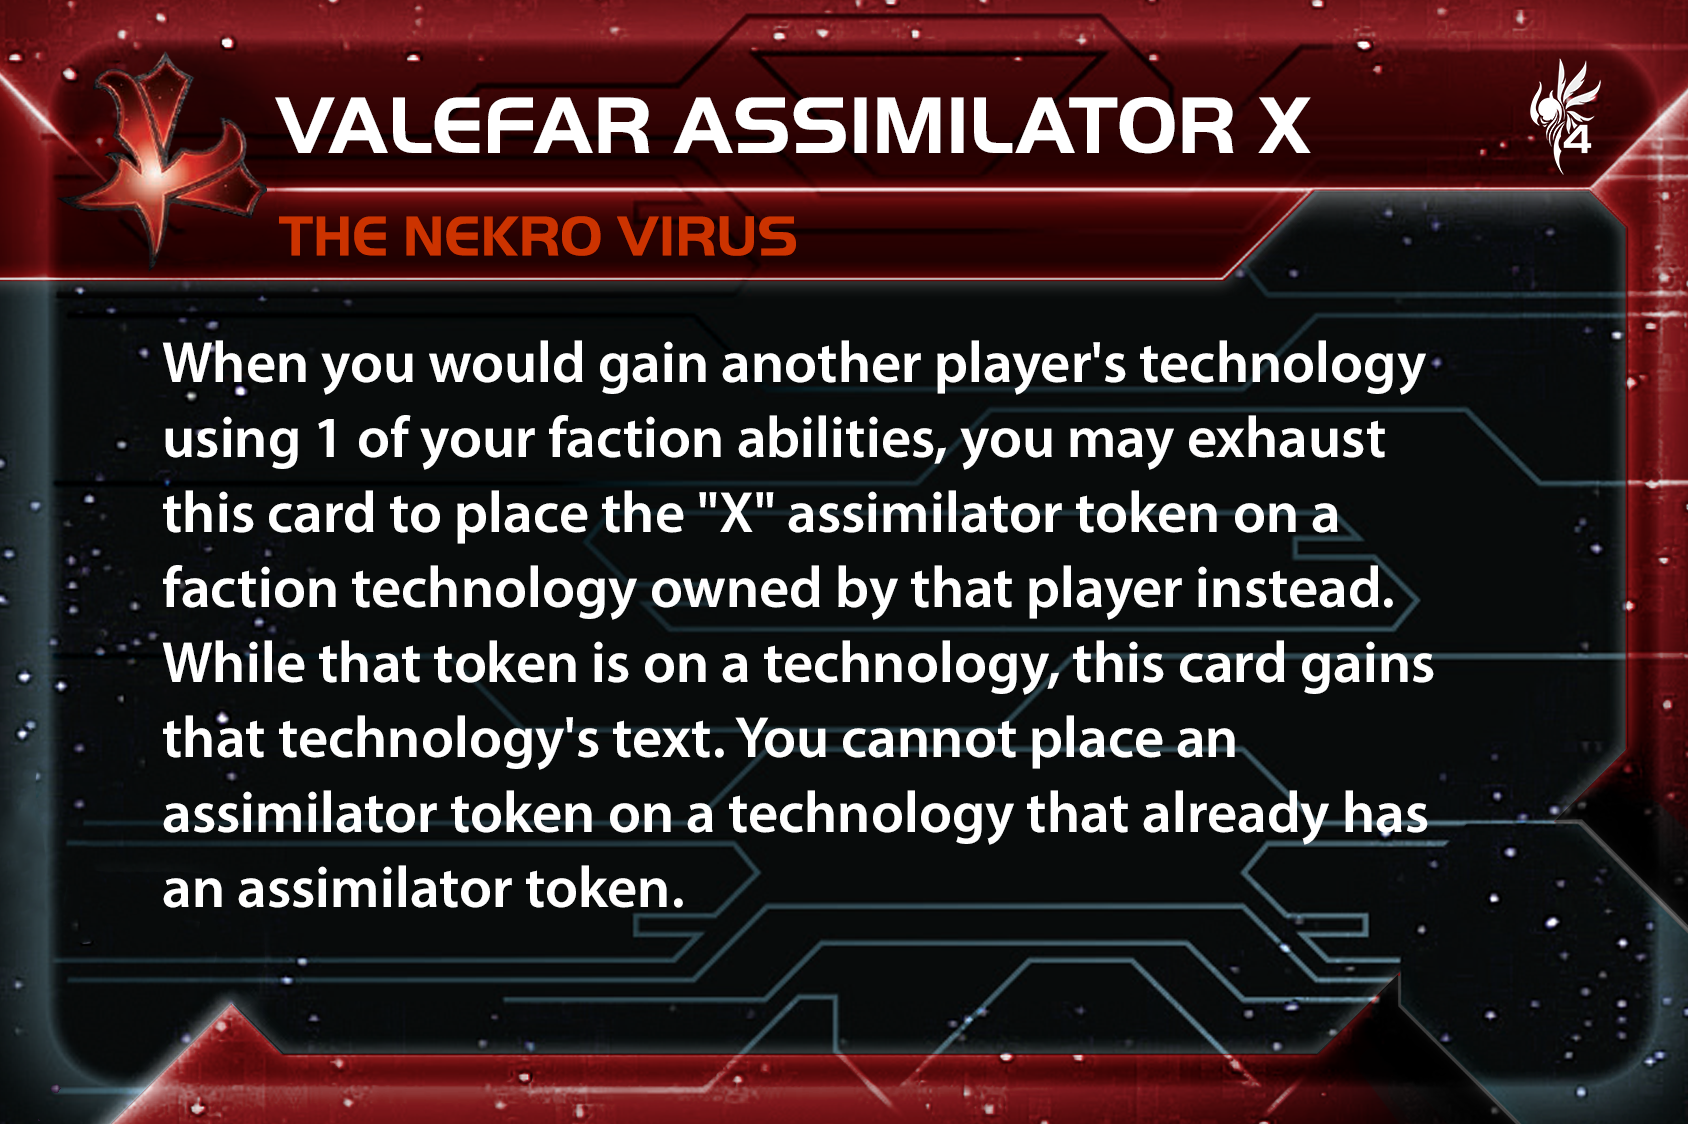 VALEFAR ASSIMILATOR X
4
THE NEKRO VIRUS
When you would gain another player's technology
using 1 of your faction abilities, you may exhaust
this card to place the "X" assimilator token on a
faction technology owned by that player instead.
While that token is on a technology, this card gains
that technology's text. You cannot place an
assimilator token on a technology that already has
an assimilator token.